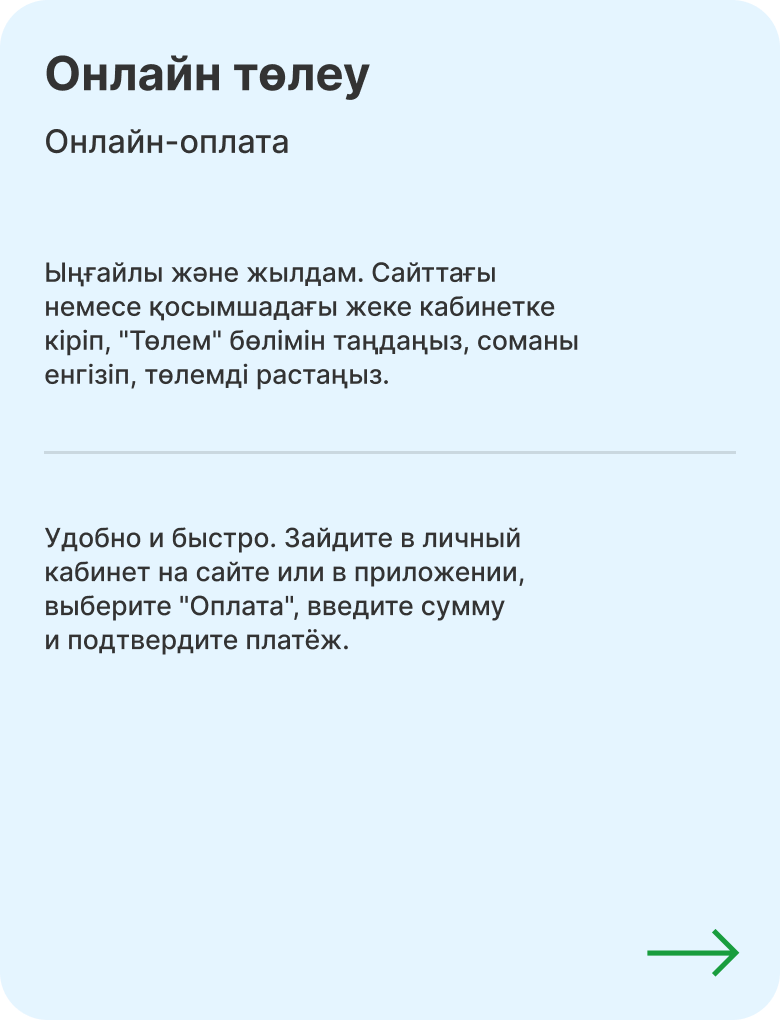 Онлайн төлеу
Онлайн-оплата
Ыңғайлы және жылдам. Сайттағы
немесе қосымшадағы жеке кабинетке
кіріп, "Төлем" бөлімін таңдаңыз, соманы
енгізіп, төлемді растаңыз.
Удобно и быстро. Зайдите в личный
кабинет на сайте или в приложении,
выберите "Оплата", введите сумму
и подтвердите платёж.